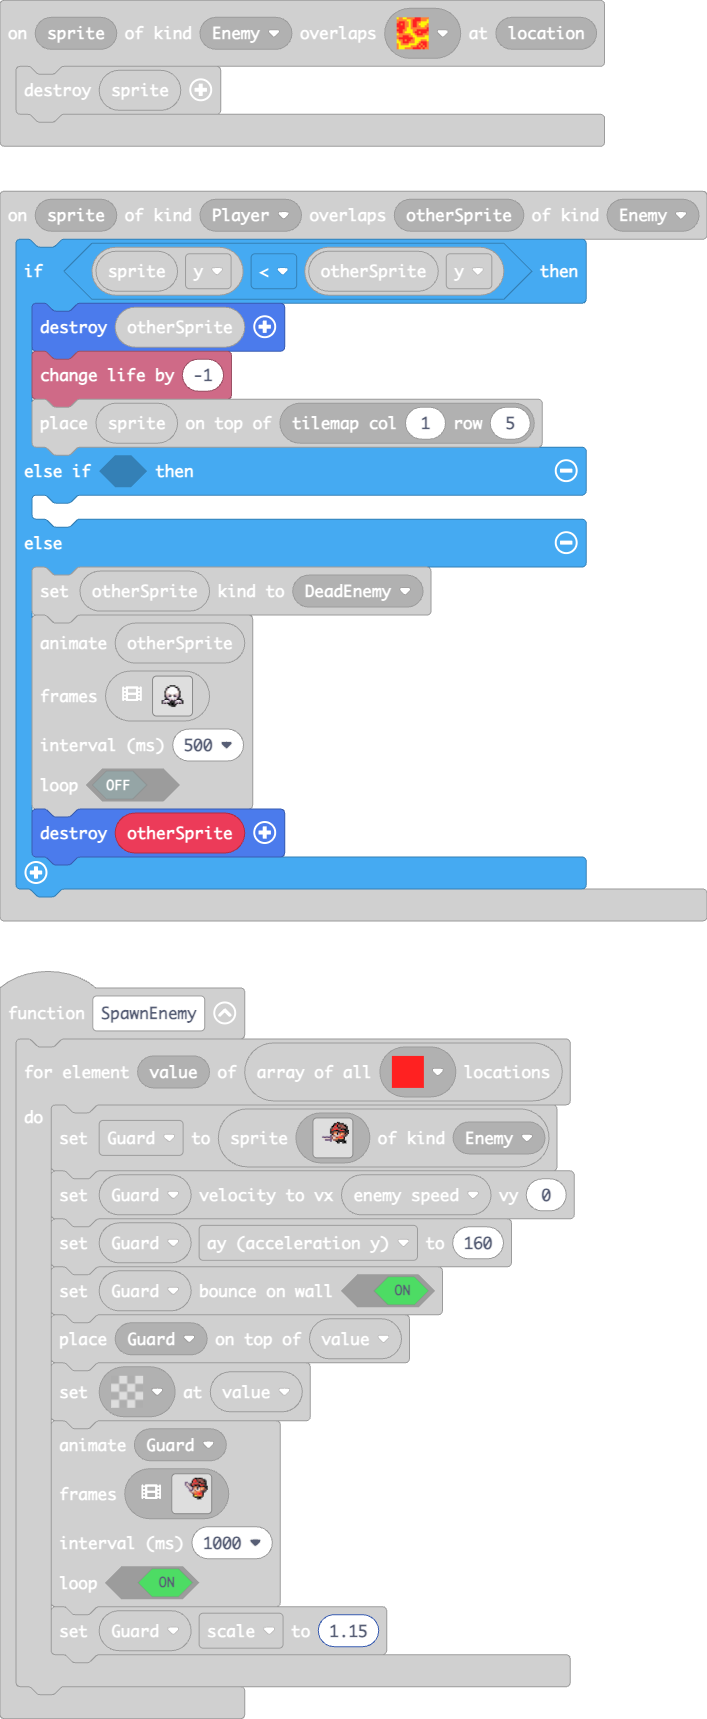 on sprite of kind Enemy overlaps at location
destroy sprite
on sprite of kind Player overlaps otherSprite of kind Enemy
if sprite y < otherSprite y then
destroy otherSprite
change life by -1
place sprite on top of tilemap col 1 row 5
else if then
else
set otherSprite kind to DeadEnemy
animate otherSprite
frames
interval (ms) 500
loop OFF
destroy otherSprite
function SpawnEnemy
for element value of array of all locations
do
set Guard to sprite of kind Enemy
set Guard velocity to vx enemy speed vy 0
set Guard ay (acceleration y) to 160
set Guard bounce on wall ON
place Guard on top of value
set at value
animate Guard
frames
interval (ms) 1000
loop ON
set Guard scale to 1.15